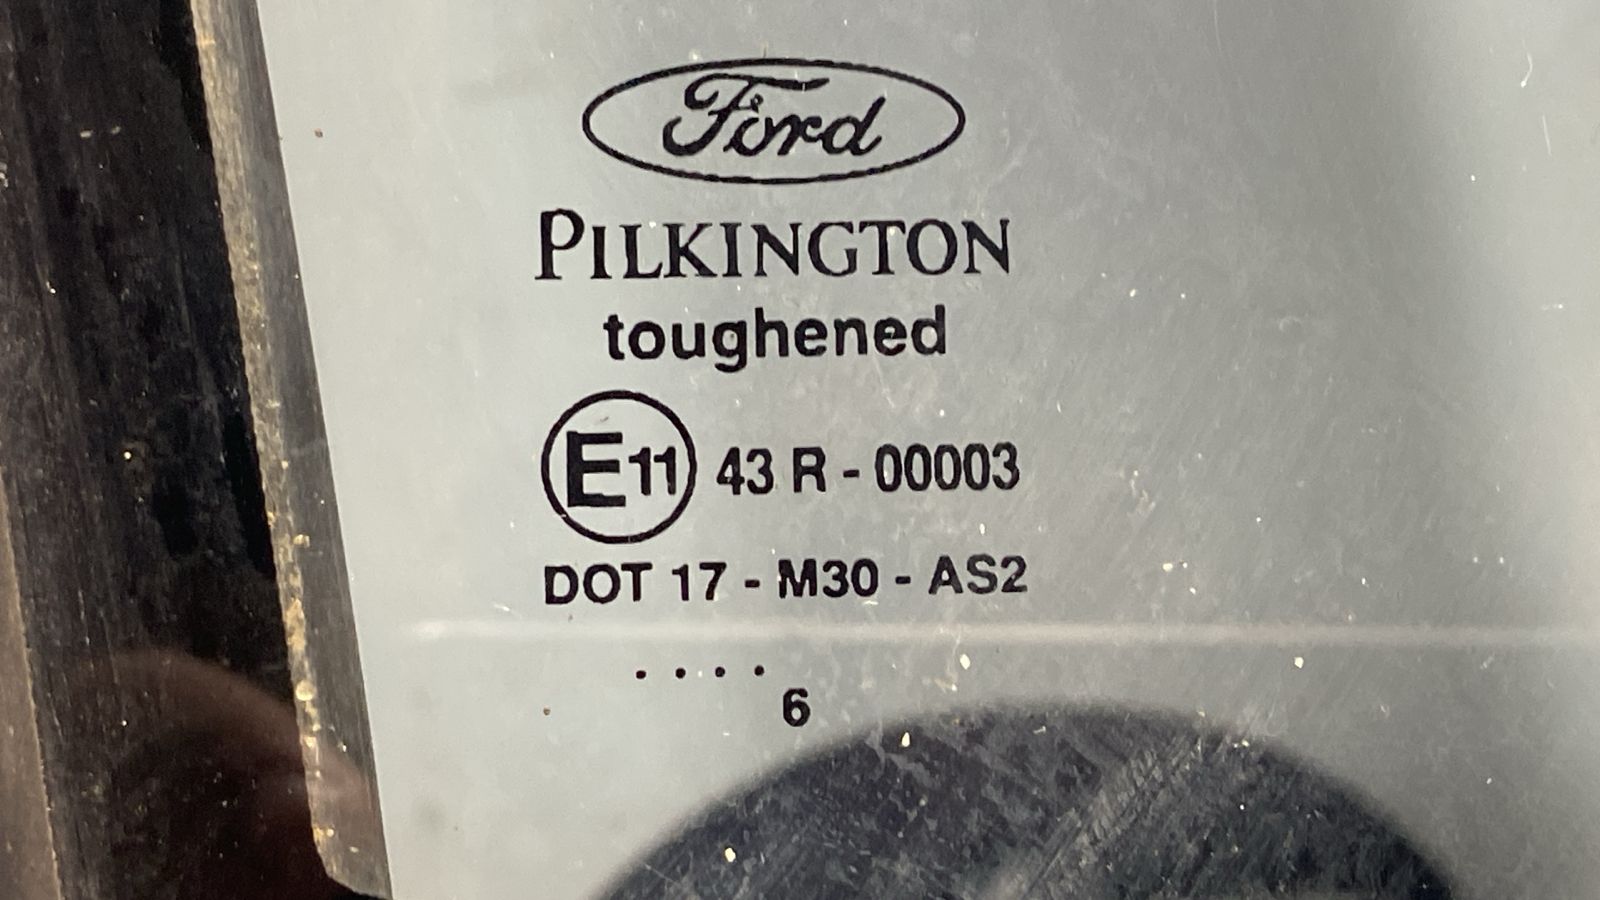 Ford
PILKINGTON
toughened
E11 43 R - 00003
DOT 17 - M30 - AS2
. . . .
6